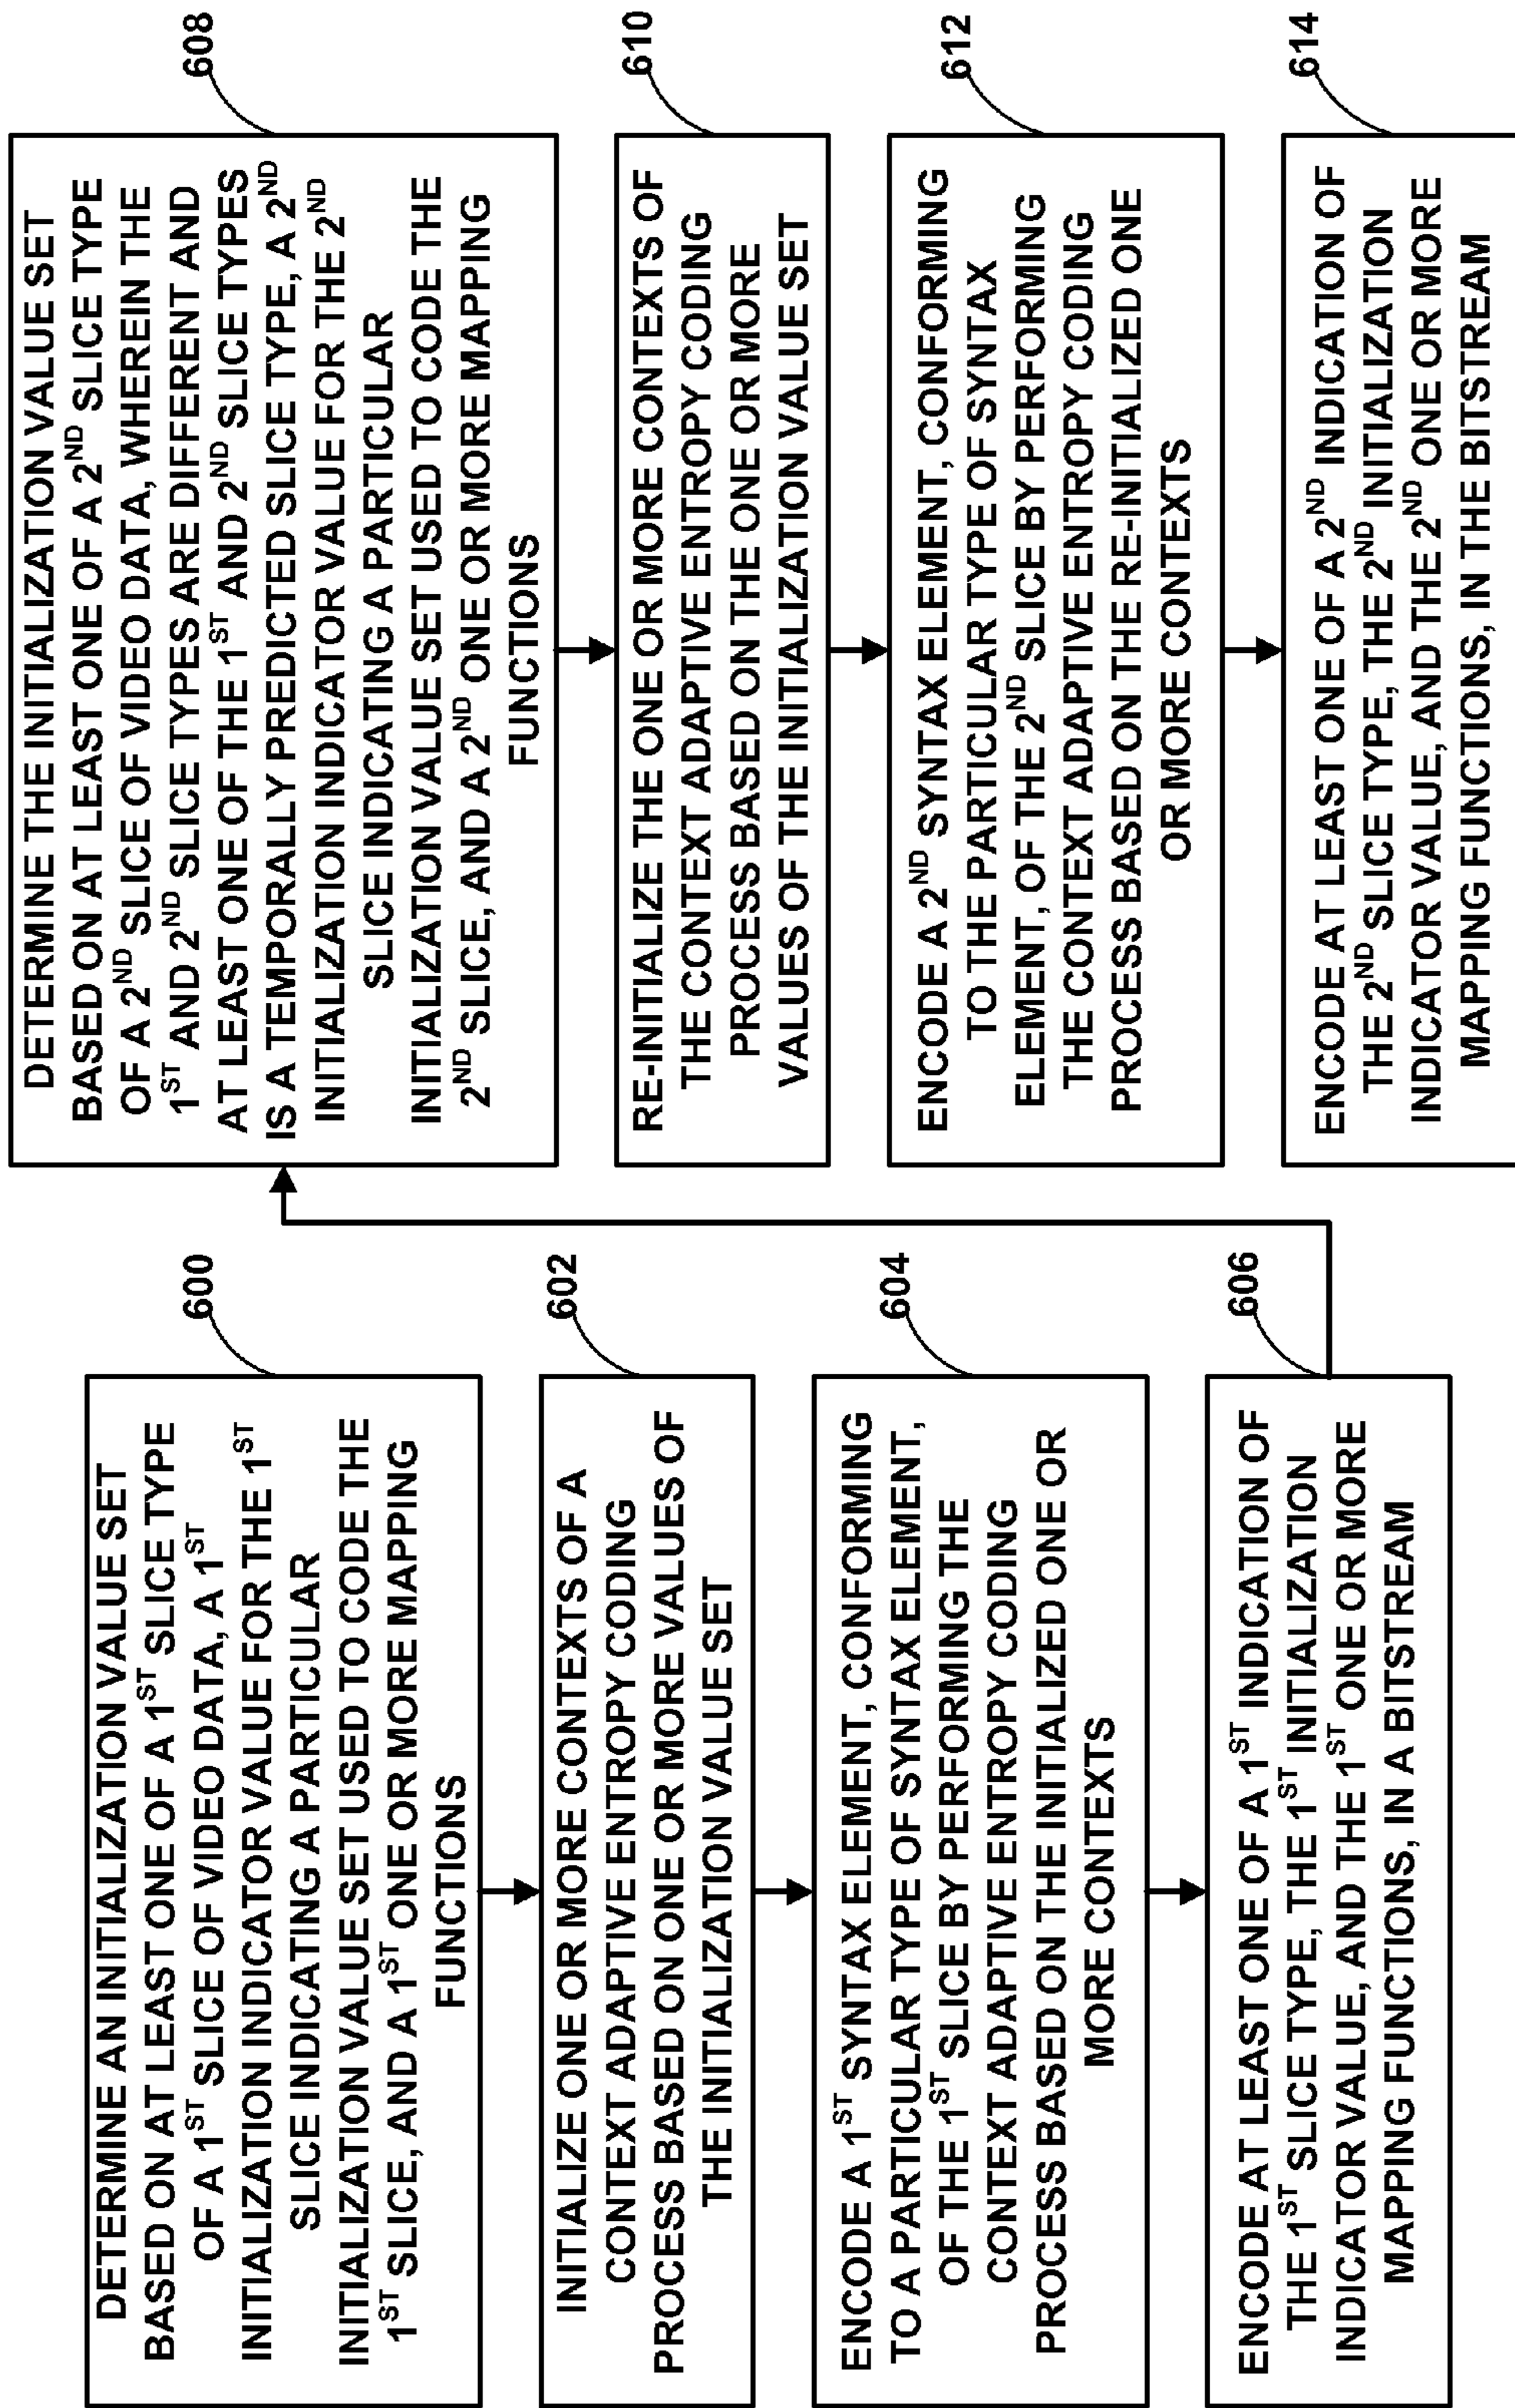 DETERMINE AN INITIALIZATION VALUE SET
BASED ON AT LEAST ONE OF A 1ST SLICE TYPE
OF A 1ST SLICE OF VIDEO DATA, A 1ST
INITIALIZATION INDICATOR VALUE FOR THE 1ST
SLICE INDICATING A PARTICULAR
INITIALIZATION VALUE SET USED TO CODE THE
1ST SLICE, AND A 1ST ONE OR MORE MAPPING
FUNCTIONS
600
INITIALIZE ONE OR MORE CONTEXTS OF A
CONTEXT ADAPTIVE ENTROPY CODING
PROCESS BASED ON ONE OR MORE VALUES OF
THE INITIALIZATION VALUE SET
602
ENCODE A 1ST SYNTAX ELEMENT, CONFORMING
TO A PARTICULAR TYPE OF SYNTAX ELEMENT,
OF THE 1ST SLICE BY PERFORMING THE
CONTEXT ADAPTIVE ENTROPY CODING
PROCESS BASED ON THE INITIALIZED ONE OR
MORE CONTEXTS
604
ENCODE AT LEAST ONE OF A 1ST INDICATION OF
THE 1ST SLICE TYPE, THE 1ST INITIALIZATION
INDICATOR VALUE, AND THE 1ST ONE OR MORE
MAPPING FUNCTIONS, IN A BITSTREAM
606
DETERMINE THE INITIALIZATION VALUE SET
BASED ON AT LEAST ONE OF A 2ND SLICE TYPE
OF A 2ND SLICE OF VIDEO DATA, WHEREIN THE
1ST AND 2ND SLICE TYPES ARE DIFFERENT AND
AT LEAST ONE OF THE 1ST AND 2ND SLICE TYPES
IS A TEMPORALLY PREDICTED SLICE TYPE, A 2ND
INITIALIZATION INDICATOR VALUE FOR THE 2ND
SLICE INDICATING A PARTICULAR
INITIALIZATION VALUE SET USED TO CODE THE
2ND SLICE, AND A 2ND ONE OR MORE MAPPING
FUNCTIONS
608
RE-INITIALIZE THE ONE OR MORE CONTEXTS OF
THE CONTEXT ADAPTIVE ENTROPY CODING
PROCESS BASED ON THE ONE OR MORE
VALUES OF THE INITIALIZATION VALUE SET
610
ENCODE A 2ND SYNTAX ELEMENT, CONFORMING
TO THE PARTICULAR TYPE OF SYNTAX
ELEMENT, OF THE 2ND SLICE BY PERFORMING
THE CONTEXT ADAPTIVE ENTROPY CODING
PROCESS BASED ON THE RE-INITIALIZED ONE
OR MORE CONTEXTS
612
ENCODE AT LEAST ONE OF A 2ND INDICATION OF
THE 2ND SLICE TYPE, THE 2ND INITIALIZATION
INDICATOR VALUE, AND THE 2ND ONE OR MORE
MAPPING FUNCTIONS, IN THE BITSTREAM
614